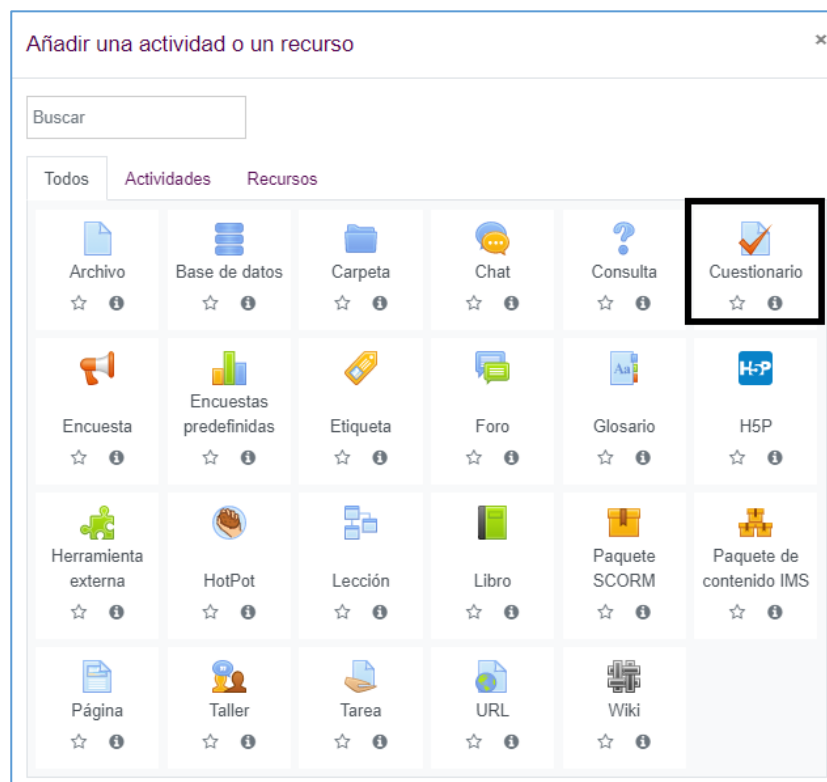 Añadir una actividad o un recurso
×
Buscar
Todos Actividades Recursos
Archivo Base de datos Carpeta Chat Consulta Cuestionario
Aa H-P
Encuesta Encuestas predefinidas Etiqueta Foro Glosario H5P
Herramienta externa HotPot Lección Libro Paquete SCORM Paquete de contenido IMS
Página Taller Tarea URL Wiki